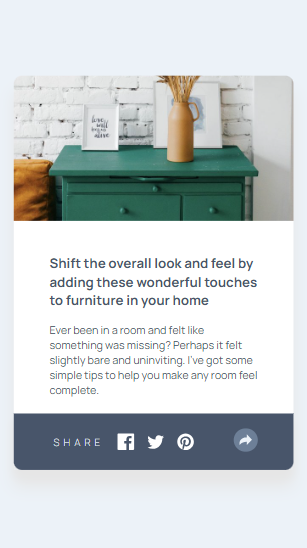 love
will
keep us
alive
Shift the overall look and feel by
adding these wonderful touches
to furniture in your home
Ever been in a room and felt like
something was missing? Perhaps it felt
slightly bare and uninviting. I've got some
simple tips to help you make any room feel
complete.
SHARE